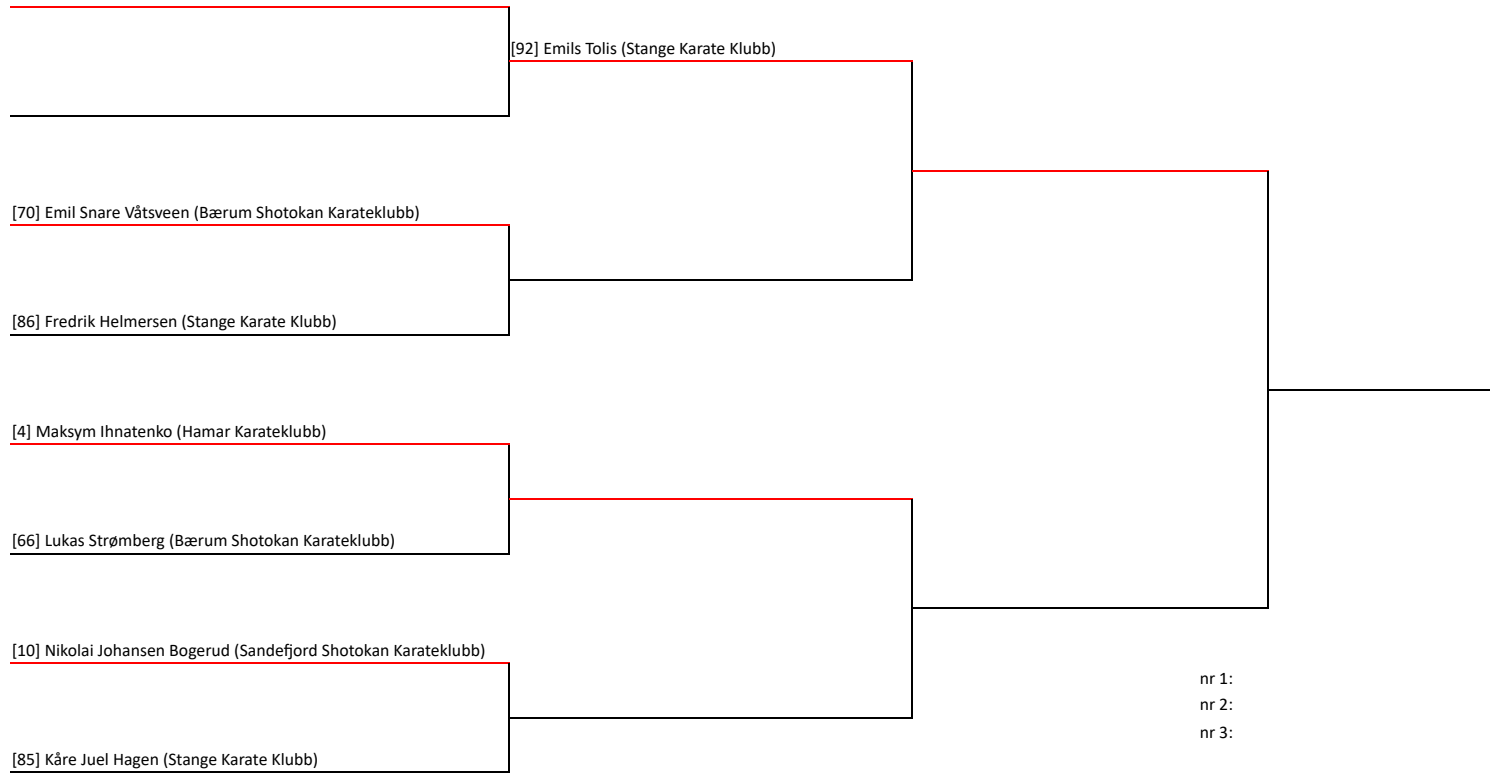 [92] Emils Tolis (Stange Karate Klubb)
[70] Emil Snare Våtsveen (Bærum Shotokan Karateklubb)
[86] Fredrik Helmersen (Stange Karate Klubb)
[4] Maksym Ihnatenko (Hamar Karateklubb)
[66] Lukas Strømberg (Bærum Shotokan Karateklubb)
[10] Nikolai Johansen Bogerud (Sandefjord Shotokan Karateklubb)
[85] Kåre Juel Hagen (Stange Karate Klubb)
nr 1:
nr 2:
nr 3: